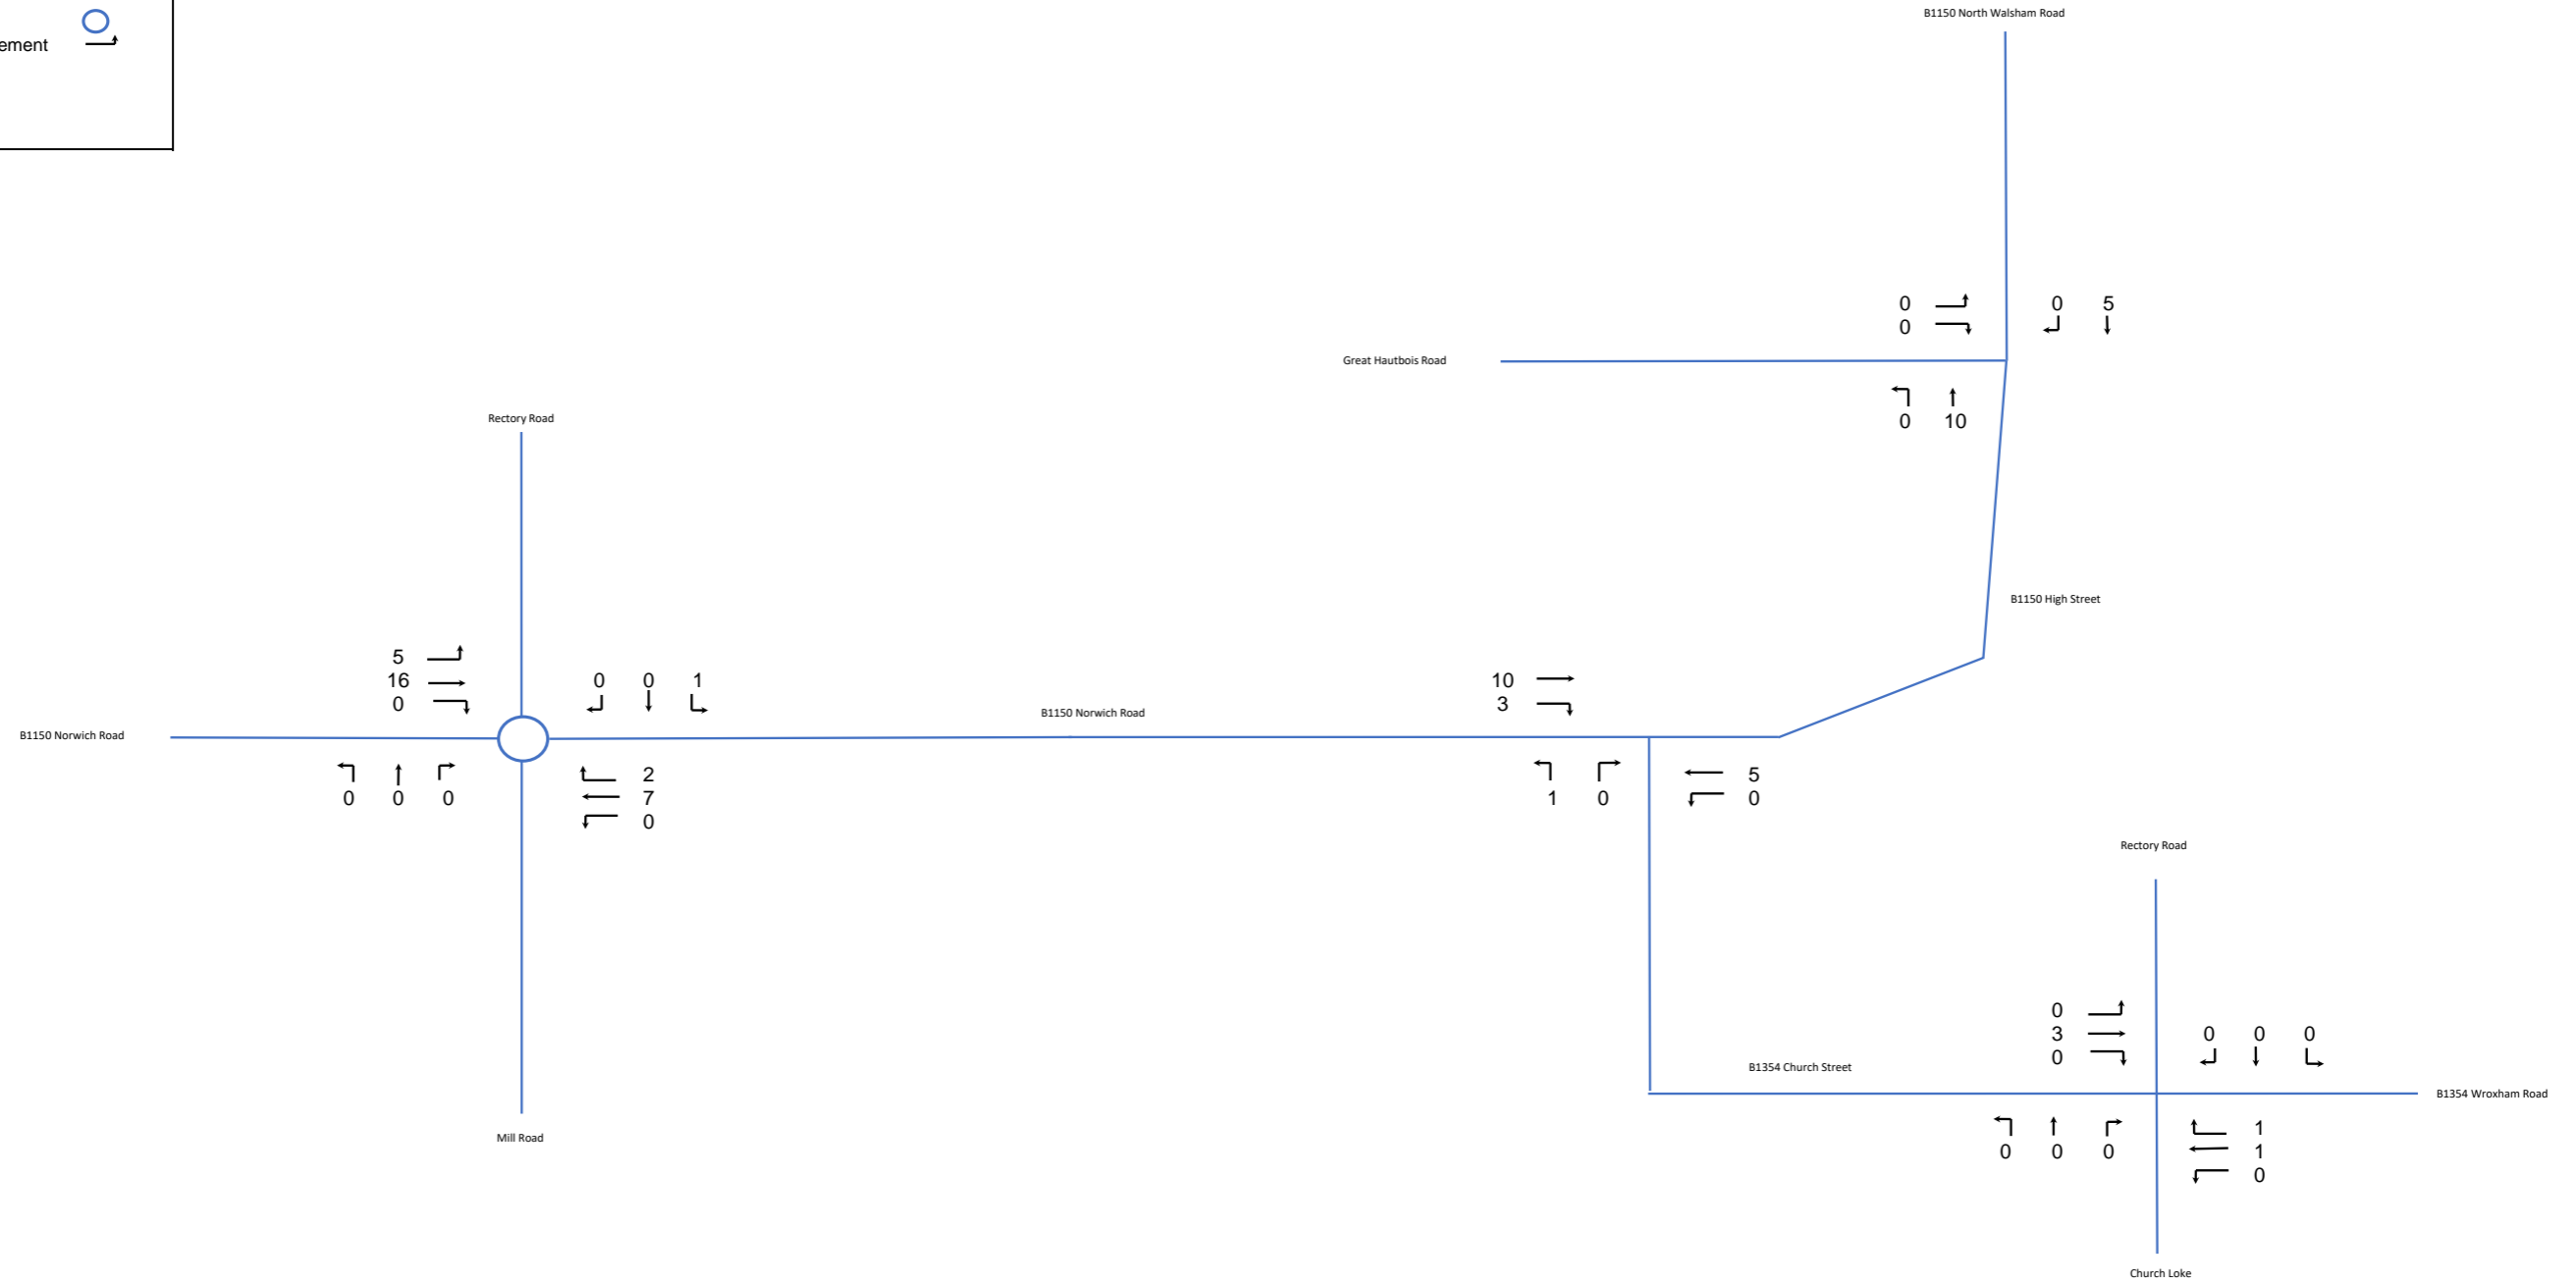 B1150 North Walsham Road
ement
0 0 5
0
Great Hautbois Road
0 10
Rectory Road
B1150 High Street
5
16 0 0 1
0
10
3
B1150 Norwich Road
B1150 Norwich Road
0 0 0
2
7
0
1 0
5
0
Rectory Road
0
3
0
0 0 0
B1354 Church Street
B1354 Wroxham Road
0 0 0
1
1
0
Mill Road
Church Loke